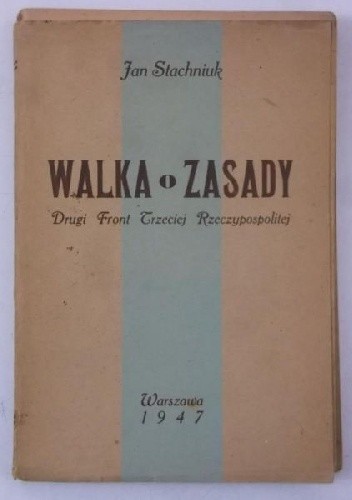 Jan Stachniuk
WALKA o ZASADY
Drugi Front Trzeciej Rzeczypospolitej
Warszawa
1947